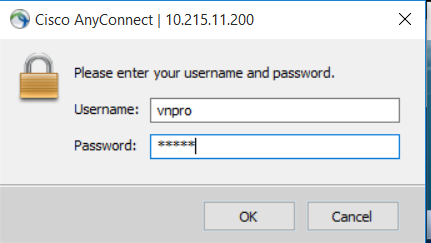 Cisco AnyConnect | 10.215.11.200
Please enter your username and password.
Username: vnpro
Password: *****
OK Cancel